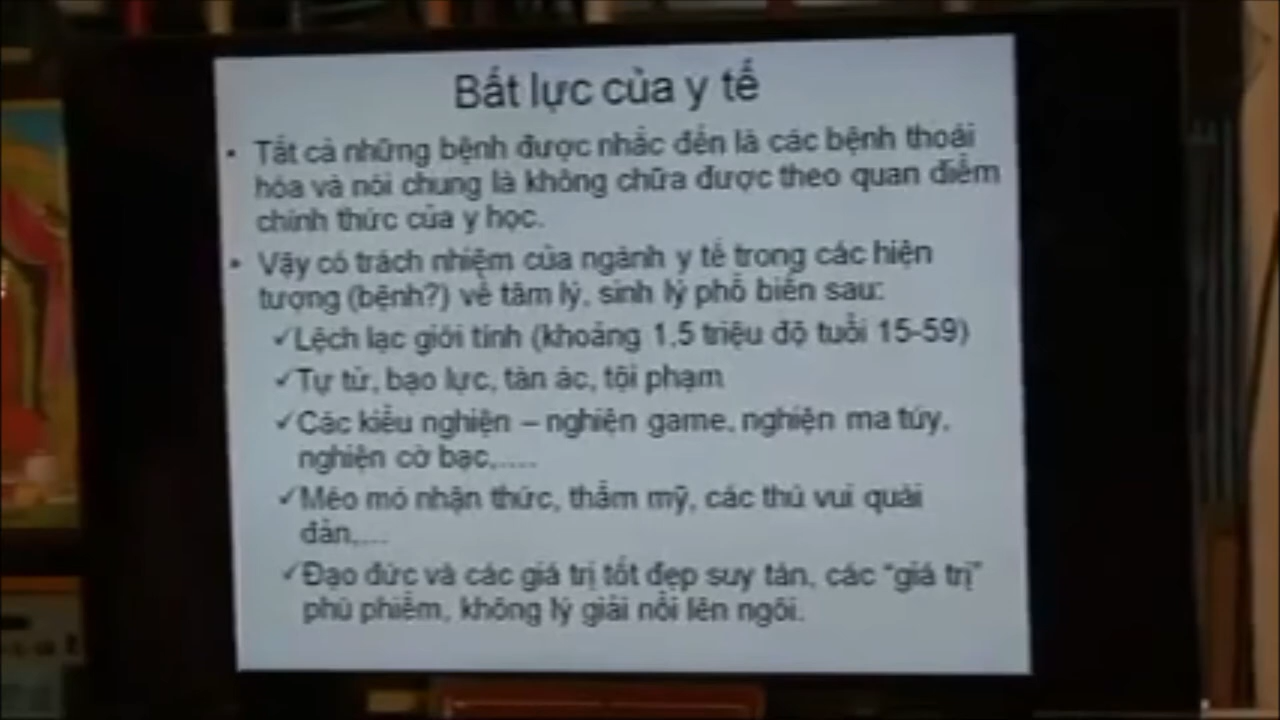 Bất lực của y tế
• Tất cả những bệnh được nhắc đến là các bệnh thoái
hóa và nói chung là không chữa được theo quan điểm
chính thức của y học.
• Vậy có trách nhiệm của ngành y tế trong các hiện
tượng (bệnh?) về tâm lý, sinh lý phổ biến sau:
✓Lệch lạc giới tính (khoảng 1,5 triệu độ tuổi 15-59)
✓Tự tử, bạo lực, tàn ác, tội phạm
✓Các kiểu nghiện – nghiện game, nghiện ma túy,
nghiện cờ bạc,.....
✓Méo mó nhận thức, thẩm mỹ, các thú vui quái
đản,...
✓Đạo đức và các giá trị tốt đẹp suy tàn, các "giá trị"
phù phiếm, không lý giải nổi lên ngôi.